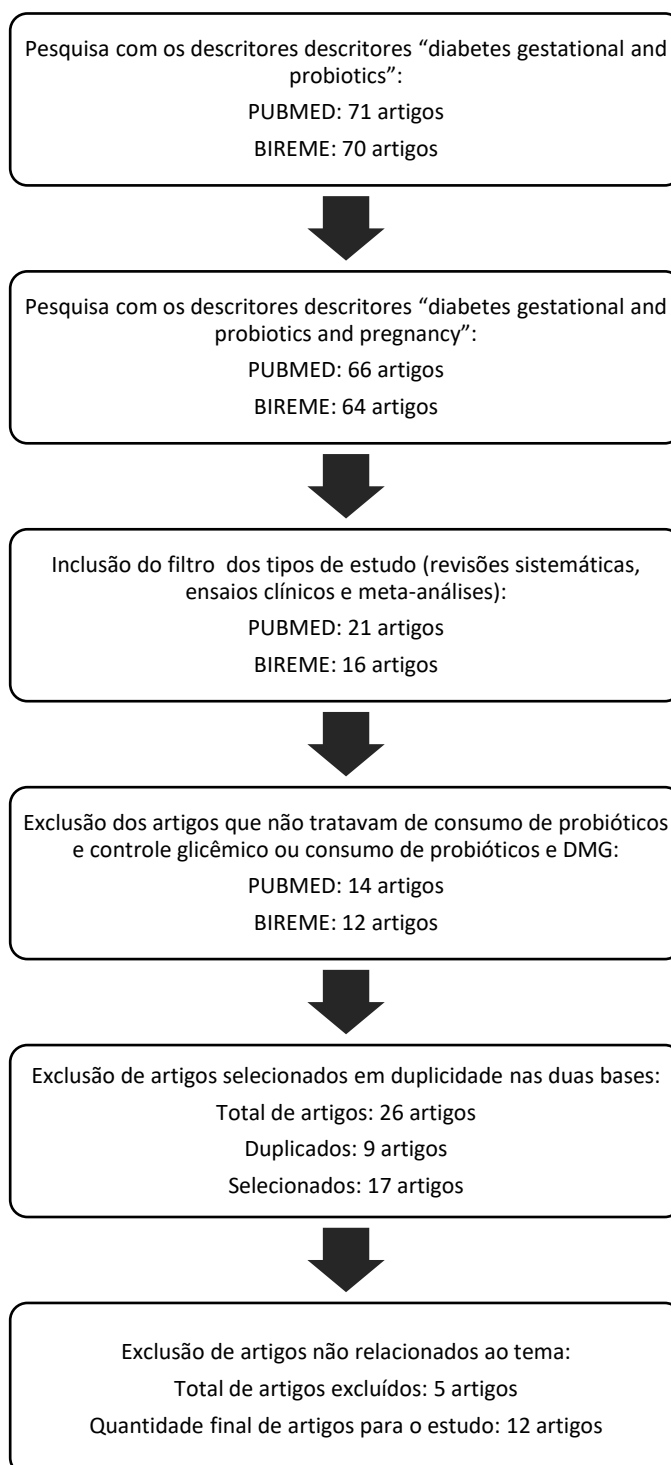 Pesquisa com os descritores descritores “diabetes gestational and
probiotics”:
PUBMED: 71 artigos
BIREME: 70 artigos
Pesquisa com os descritores descritores “diabetes gestational and
probiotics and pregnancy”:
PUBMED: 66 artigos
BIREME: 64 artigos
Inclusão do filtro dos tipos de estudo (revisões sistemáticas,
ensaios clínicos e meta-análises):
PUBMED: 21 artigos
BIREME: 16 artigos
Exclusão dos artigos que não tratavam de consumo de probióticos
e controle glicêmico ou consumo de probióticos e DMG:
PUBMED: 14 artigos
BIREME: 12 artigos
Exclusão de artigos selecionados em duplicidade nas duas bases:
Total de artigos: 26 artigos
Duplicados: 9 artigos
Selecionados: 17 artigos
Exclusão de artigos não relacionados ao tema:
Total de artigos excluídos: 5 artigos
Quantidade final de artigos para o estudo: 12 artigos